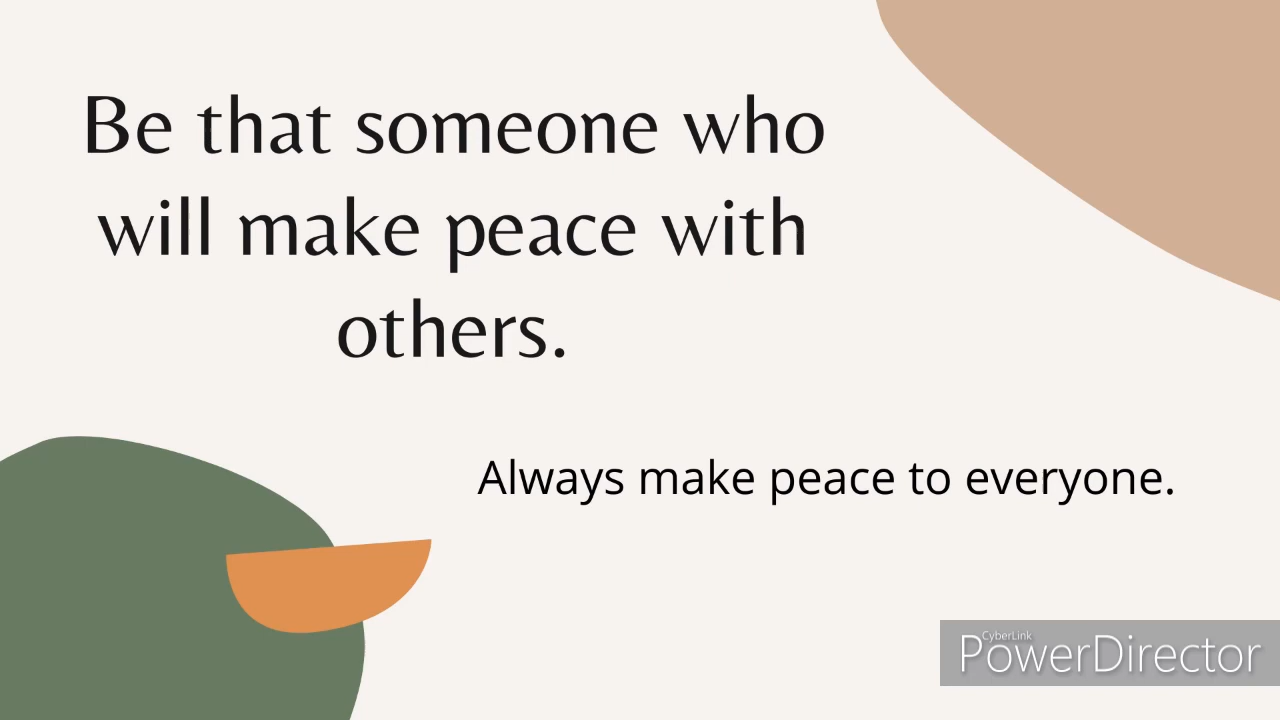 Be that someone who
will make peace with
others.
Always make peace to everyone.
CyberLink
PowerDirector